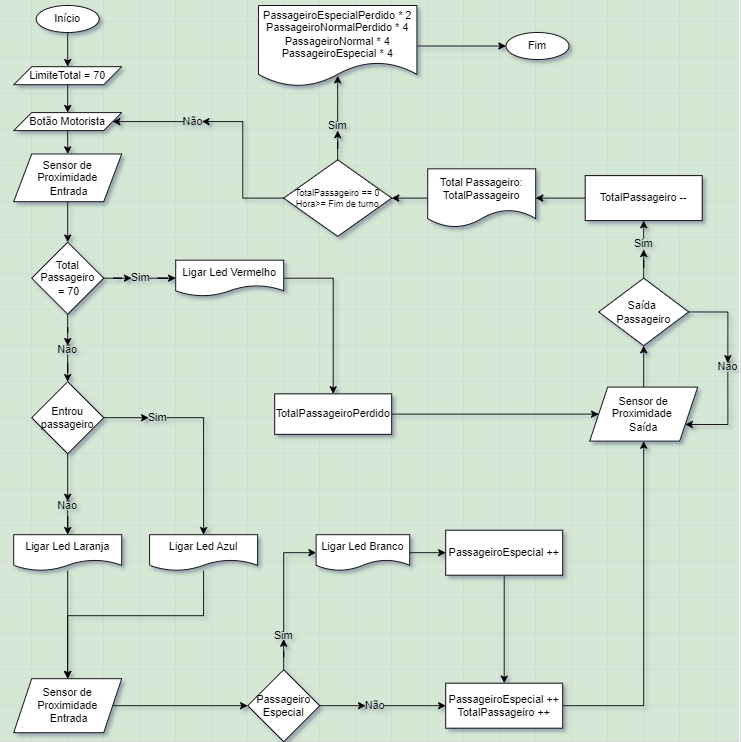 Início
LimiteTotal = 70
Botão Motorista
Sensor de
Proximidade
Entrada
Total
Passageiro
= 70
Sim
Ligar Led Vermelho
Não
Entrou
passageiro
Sim
Não
Ligar Led Laranja
Ligar Led Azul
Sensor de
Proximidade
Entrada
Passageiro
Especial
Sim
Ligar Led Branco
PassageiroEspecial ++
Não
PassageiroEspecial ++
TotalPassageiro ++
TotalPassageiroPerdido
Sensor de
Proximidade
Saída
Saída
Passageiro
Não
Sim
TotalPassageiro --
Total Passageiro:
TotalPassageiro
TotalPassageiro == 0
Hora>= Fim de turno
Não
Sim
PassageiroEspecialPerdido * 2
PassageiroNormalPerdido * 4
PassageiroNormal * 4
PassageiroEspecial * 4
Fim